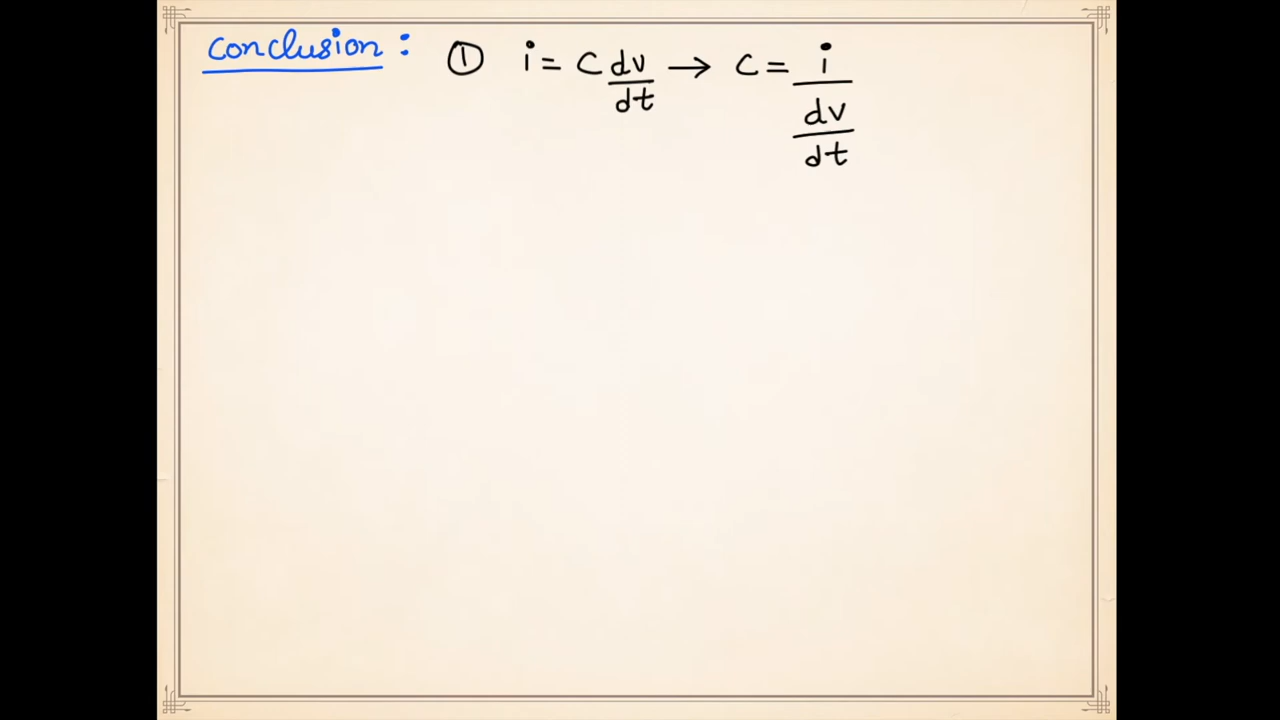 conclusion : ① i = C dv/dt → C = i / (dv/dt)